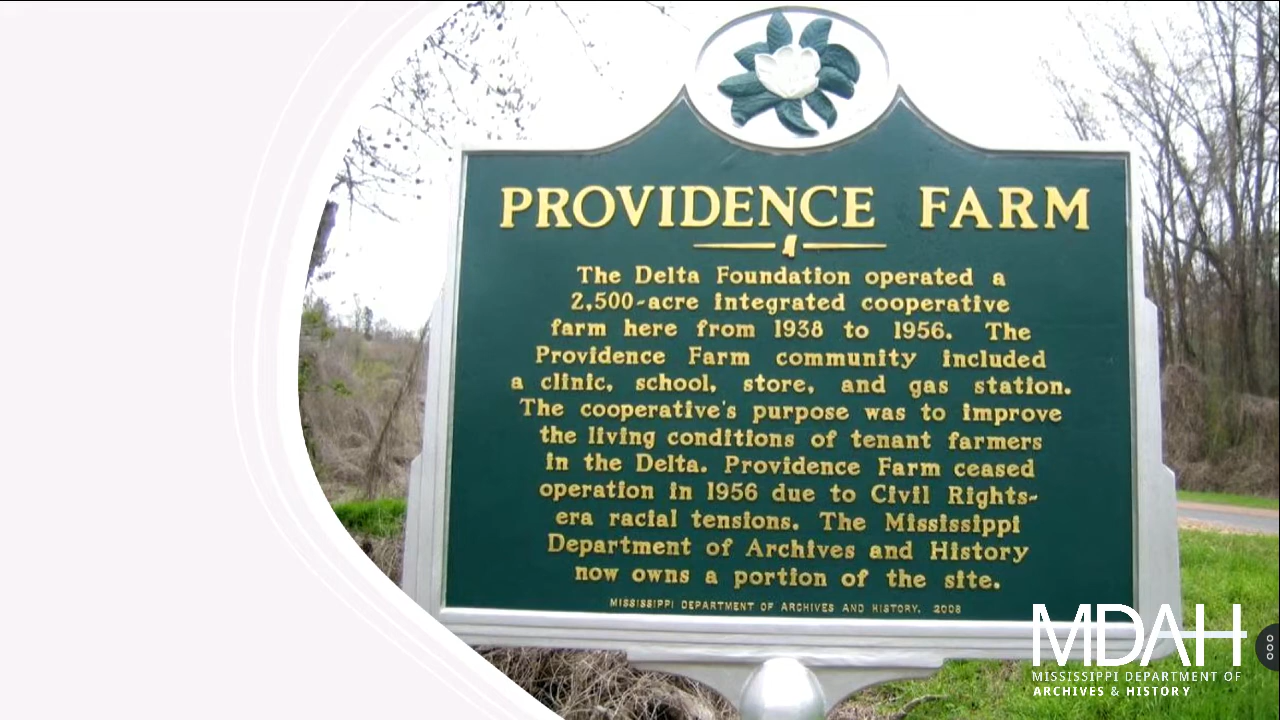 PROVIDENCE FARM
The Delta Foundation operated a
2,500-acre integrated cooperative
farm here from 1938 to 1956. The
Providence Farm community included
a clinic, school, store, and gas station.
The cooperative's purpose was to improve
the living conditions of tenant farmers
in the Delta. Providence Farm ceased
operation in 1956 due to Civil Rights-
era racial tensions. The Mississippi
Department of Archives and History
now owns a portion of the site.
MISSISSIPPI DEPARTMENT OF ARCHIVES AND HISTORY, 2008
MDAH
MISSISSIPPI DEPARTMENT OF
ARCHIVES & HISTORY